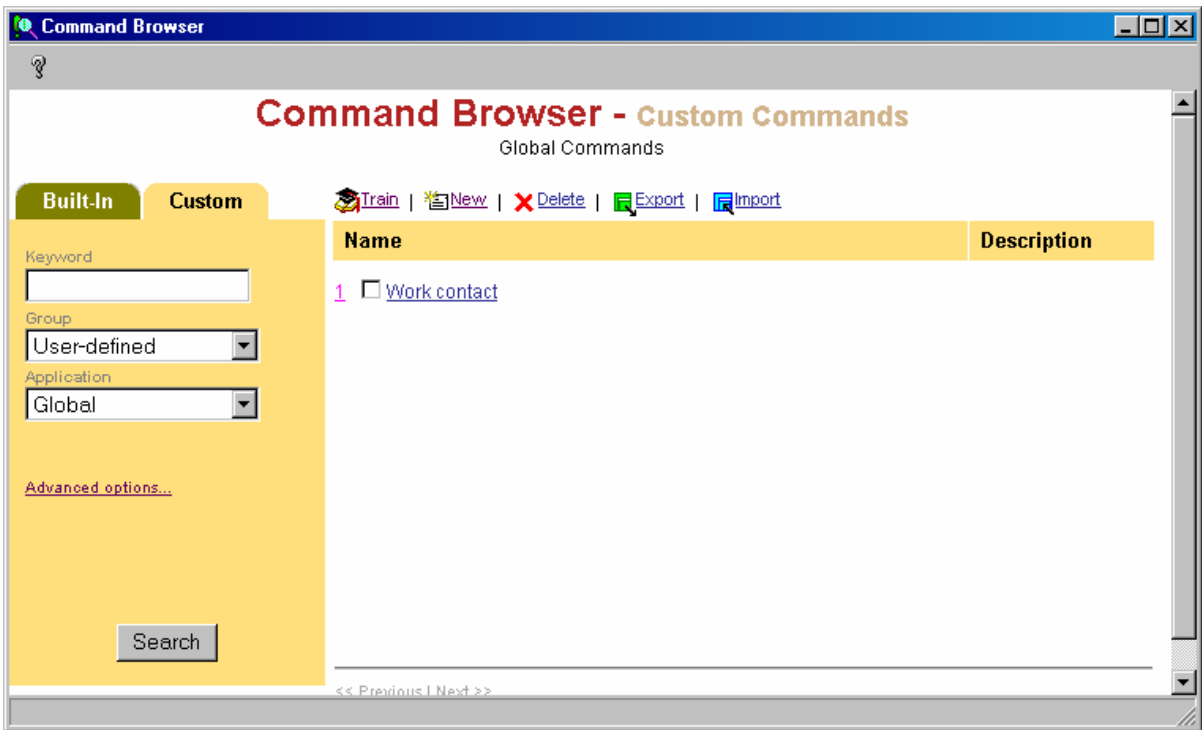 Command Browser
Command Browser - Custom Commands
Global Commands
Built-In Custom
Train | New | Delete | Export | Import
Name Description
Keyword
1 Work contact
Group
User-defined
Application
Global
Advanced options...
Search
<< Previous | Next >>